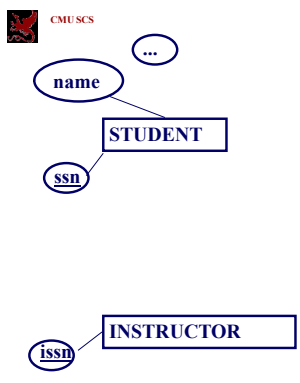 CMU SCS
...
name
STUDENT
ssn
INSTRUCTOR
issn